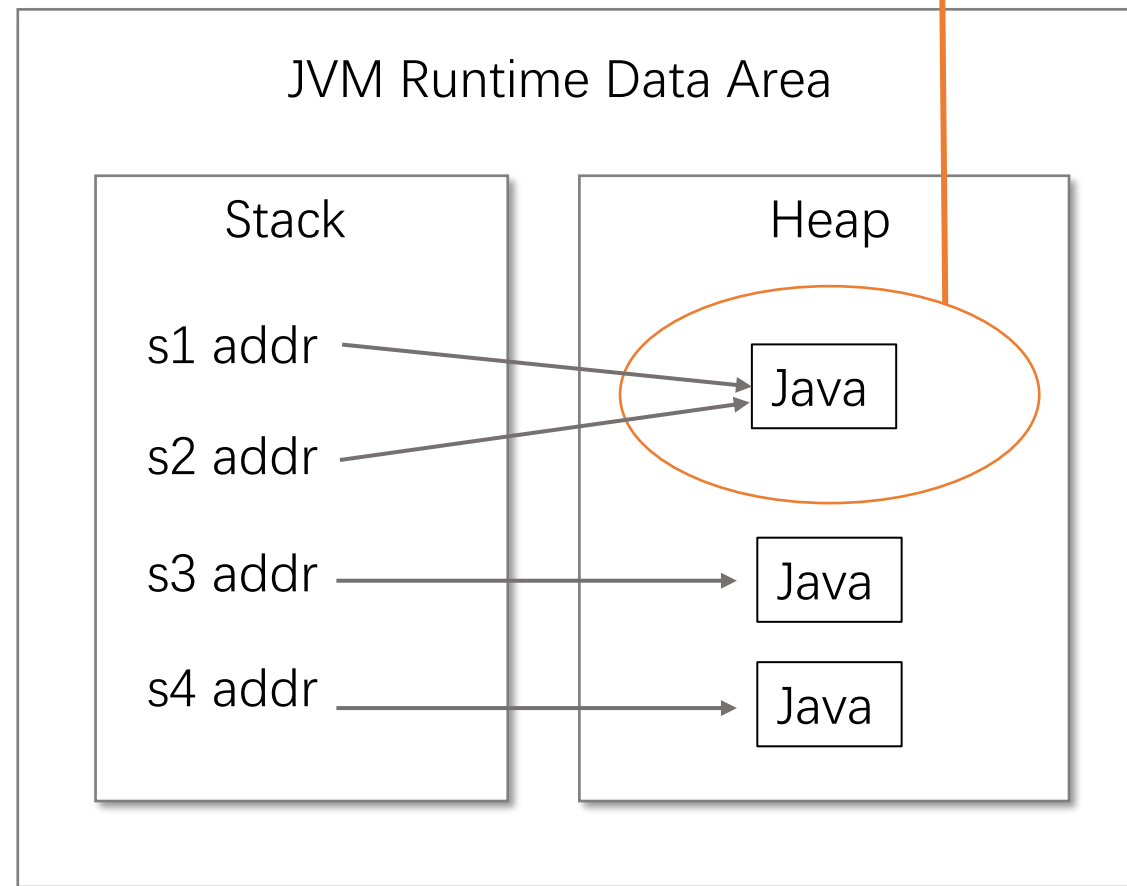 JVM Runtime Data Area
Stack
Heap
s1 addr
s2 addr
s3 addr
s4 addr
Java
Java
Java